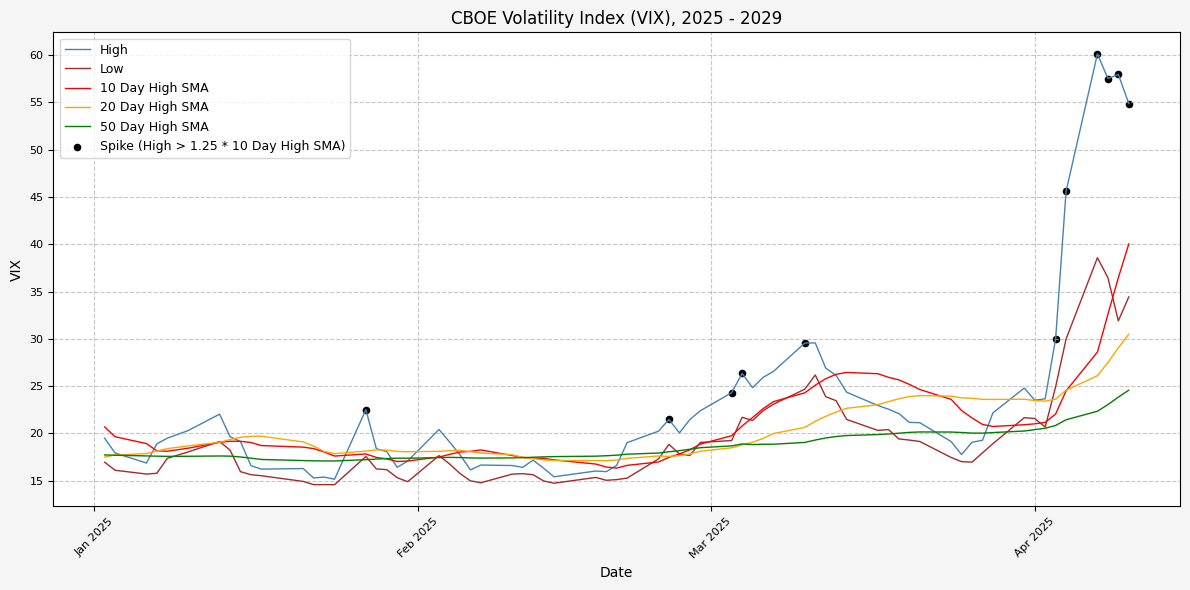 CBOE Volatility Index (VIX), 2025 - 2029
High
Low
10 Day High SMA
20 Day High SMA
50 Day High SMA
Spike (High > 1.25 * 10 Day High SMA)
VIX
60
55
50
45
40
35
30
25
20
15
Jan 2025
Feb 2025
Mar 2025
Apr 2025
Date